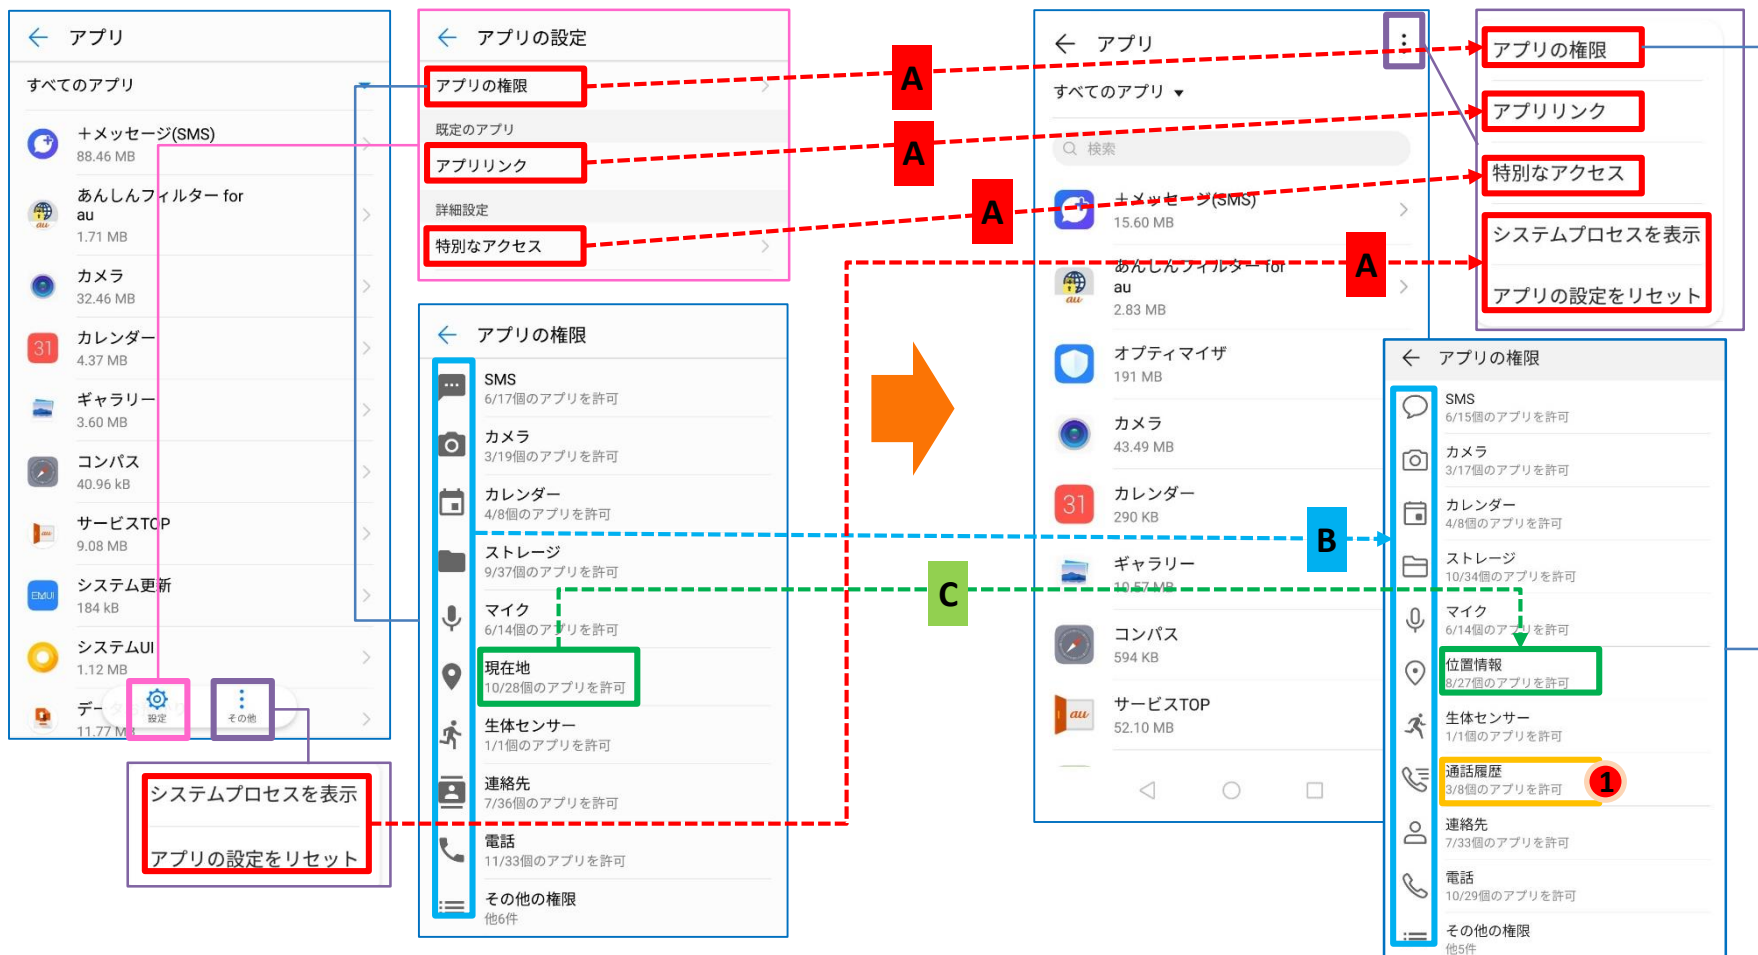 アプリ
すべてのアプリ
＋メッセージ(SMS)
88.46 MB
あんしんフィルター for
au
1.71 MB
カメラ
32.46 MB
31
カレンダー
4.37 MB
ギャラリー
3.60 MB
コンパス
40.96 kB
サービスTOP
9.08 MB
EMUI
システム更新
184 kB
システムUI
1.12 MB
デー
11.77 MB
設定
その他
システムプロセスを表示
アプリの設定をリセット
アプリの設定
アプリの権限
既定のアプリ
アプリリンク
詳細設定
特別なアクセス
アプリの権限
SMS
6/17個のアプリを許可
カメラ
3/19個のアプリを許可
カレンダー
4/8個のアプリを許可
ストレージ
9/37個のアプリを許可
マイク
6/14個のアプリを許可
現在地
10/28個のアプリを許可
生体センサー
1/1個のアプリを許可
連絡先
7/36個のアプリを許可
電話
11/33個のアプリを許可
その他の権限
他6件
A
A
A
A
B
C
アプリ
すべてのアプリ
検索
＋メッセージ(SMS)
15.60 MB
あんしんフィルター for
au
2.83 MB
オプティマイザ
191 MB
カメラ
43.49 MB
31
カレンダー
290 KB
ギャラリー
10.57 MB
コンパス
594 KB
au
サービスTOP
52.10 MB
アプリの権限
アプリリンク
特別なアクセス
システムプロセスを表示
アプリの設定をリセット
アプリの権限
SMS
6/15個のアプリを許可
カメラ
3/17個のアプリを許可
カレンダー
4/8個のアプリを許可
ストレージ
10/34個のアプリを許可
マイク
6/14個のアプリを許可
位置情報
8/27個のアプリを許可
生体センサー
1/1個のアプリを許可
通話履歴
3/8個のアプリを許可
1
連絡先
7/33個のアプリを許可
電話
10/29個のアプリを許可
その他の権限
他5件